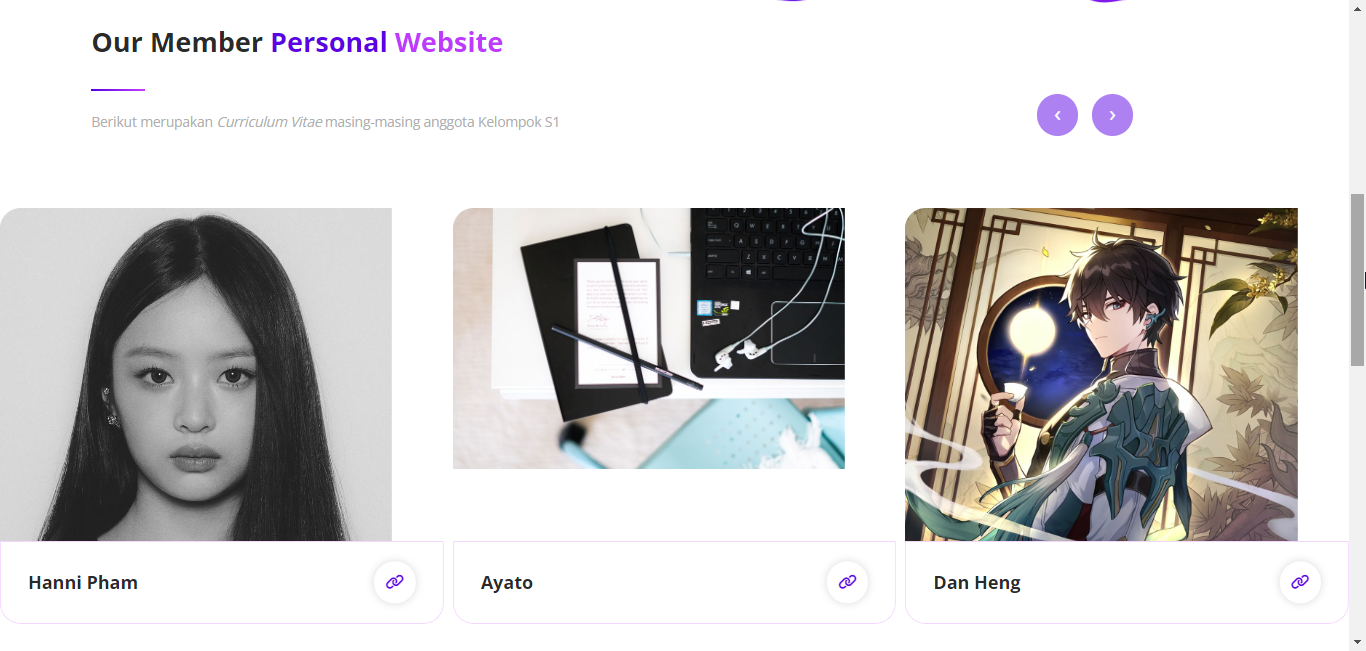 Our Member Personal Website
Berikut merupakan Curriculum Vitae masing-masing anggota Kelompok S1
Hanni Pham
Ayato
Dan Heng